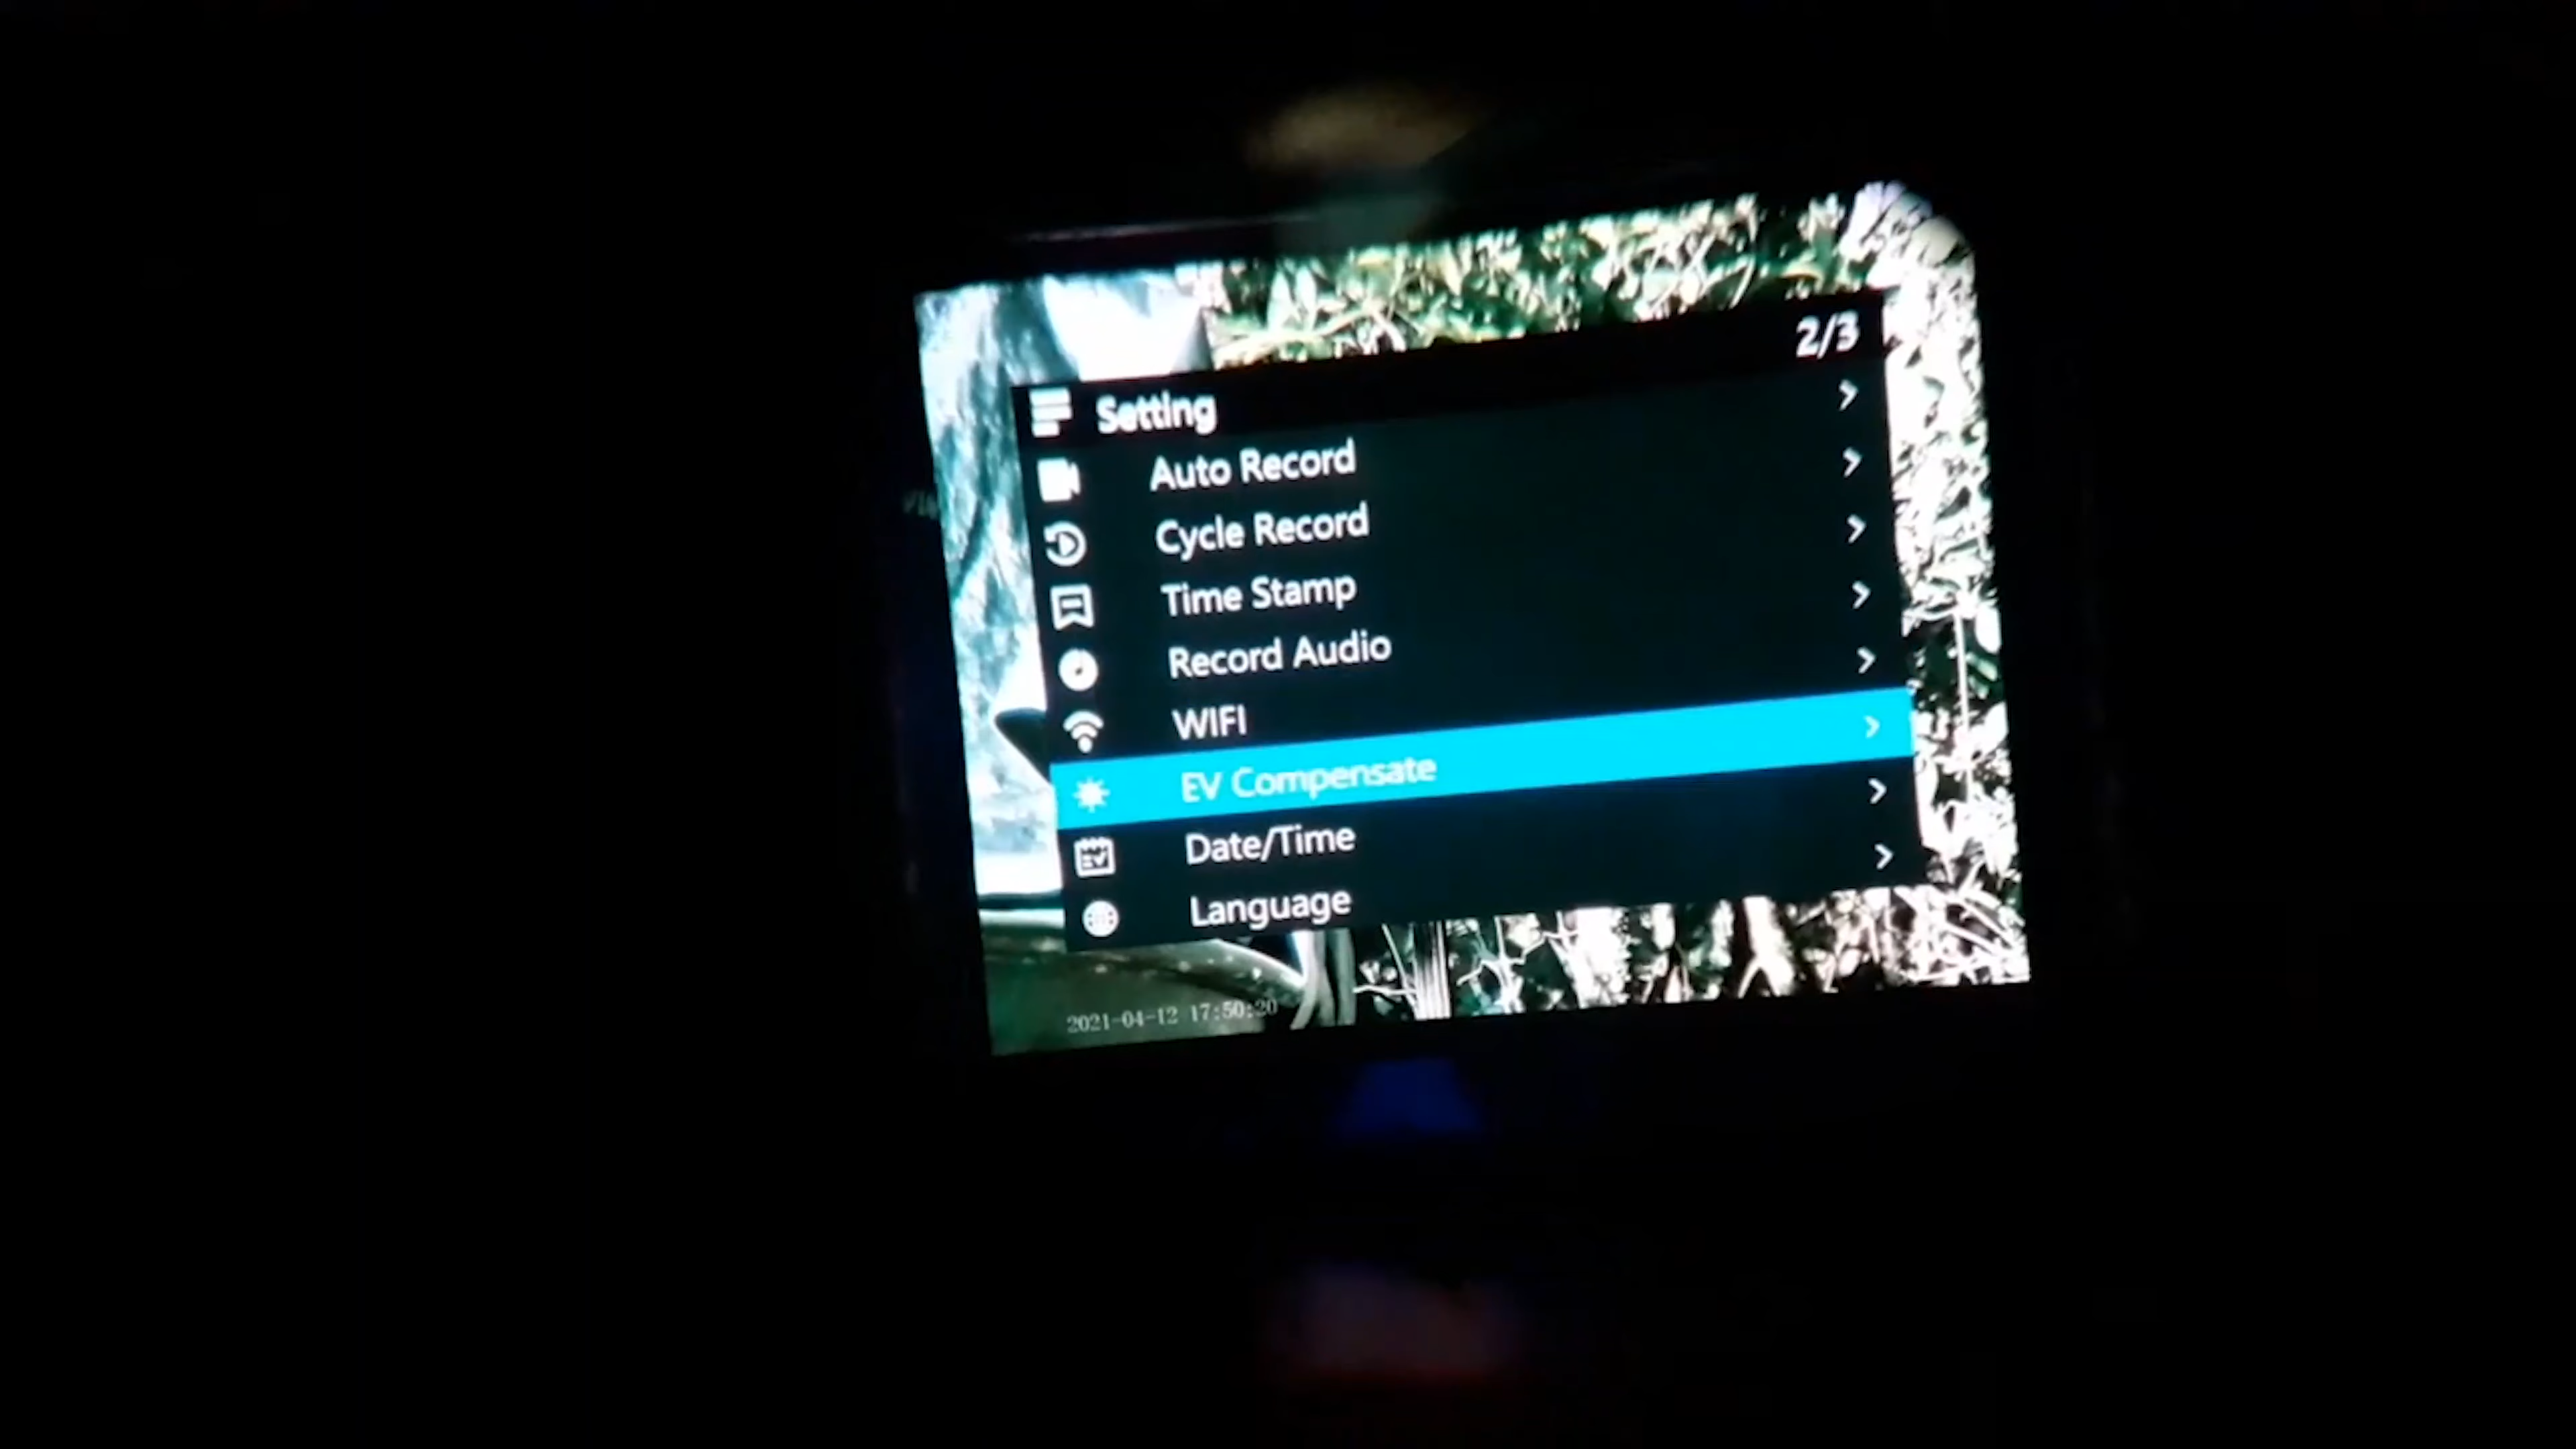 2/3
Setting
Auto Record
Cycle Record
Time Stamp
Record Audio
WIFI
EV Compensate
Date/Time
Language
2021-04-12 17:50:20